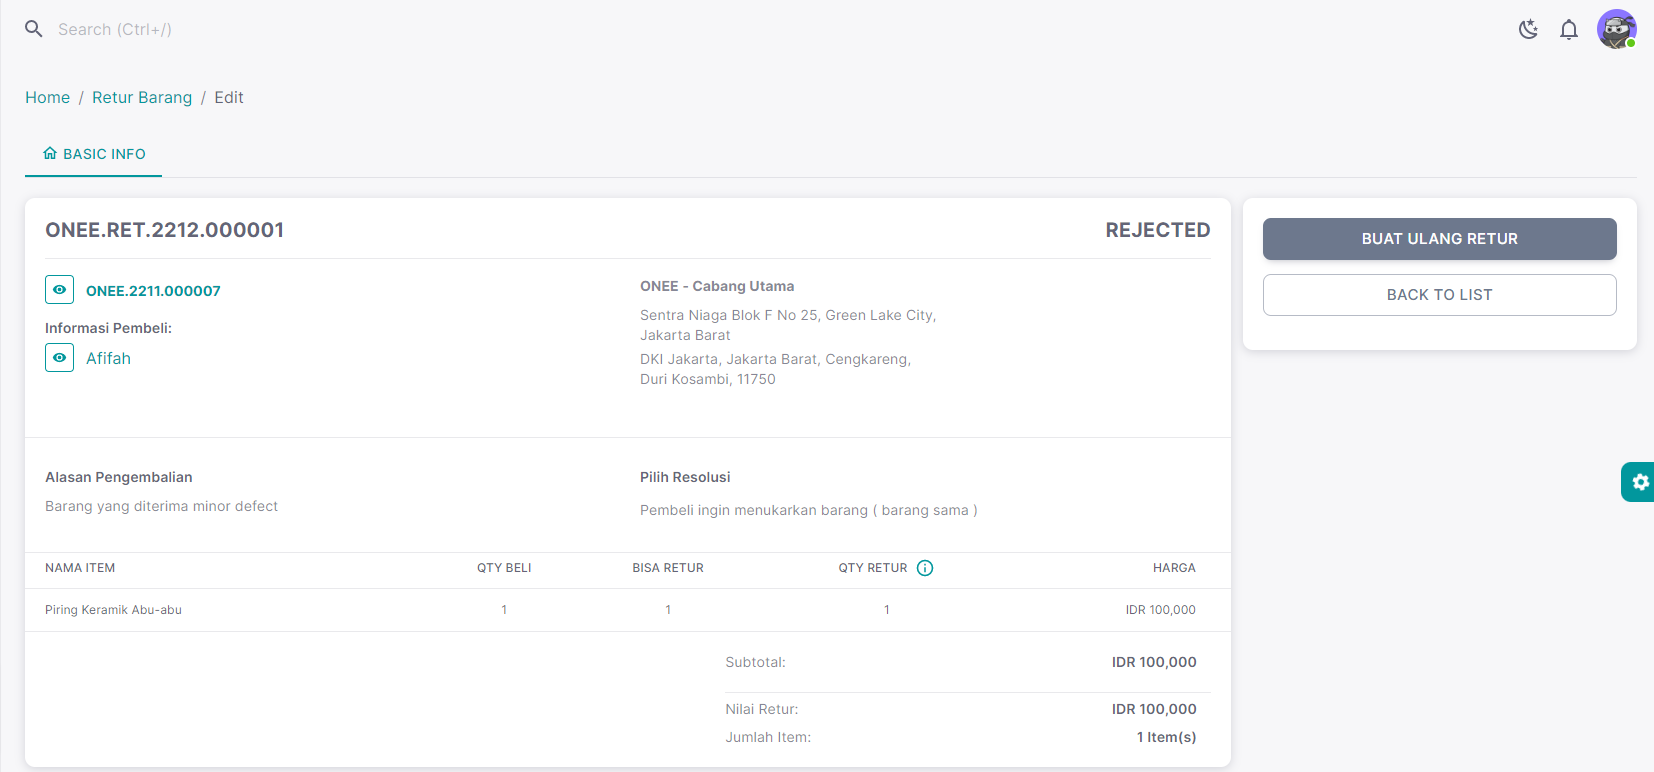 Search (Ctrl+/)
Home / Retur Barang / Edit
BASIC INFO
ONEE.RET.2212.000001
REJECTED
ONEE.2211.000007
Informasi Pembeli:
Afifah
ONEE - Cabang Utama
Sentra Niaga Blok F No 25, Green Lake City,
Jakarta Barat
DKI Jakarta, Jakarta Barat, Cengkareng,
Duri Kosambi, 11750
Alasan Pengembalian
Barang yang diterima minor defect
Pilih Resolusi
Pembeli ingin menukarkan barang ( barang sama )
NAMA ITEM QTY BELI BISA RETUR QTY RETUR HARGA
Piring Keramik Abu-abu 1 1 1 IDR 100,000
Subtotal: IDR 100,000
Nilai Retur: IDR 100,000
Jumlah Item: 1 Item(s)
BUAT ULANG RETUR
BACK TO LIST